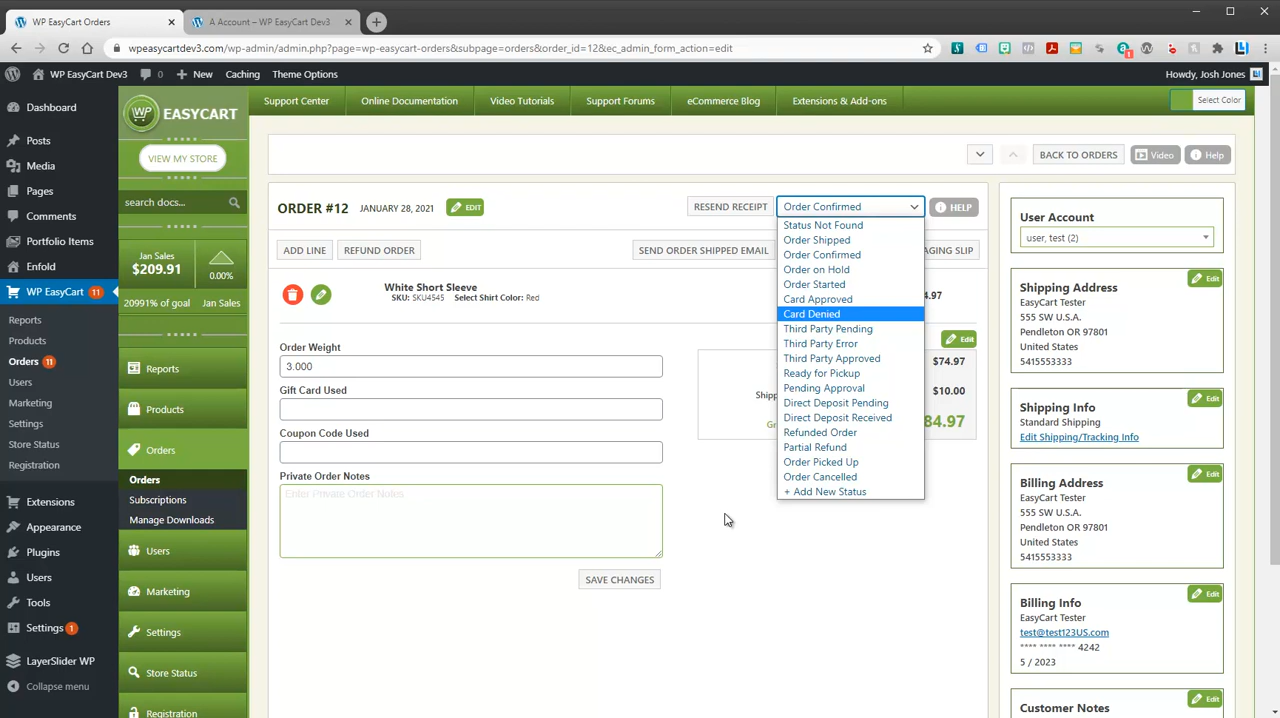 WP EasyCart Orders
A Account – WP EasyCart Dev3
wpeasycartdev3.com/wp-admin/admin.php?page=wp-easycart-orders&subpage=orders&order_id=12&ec_admin_form_action=edit
WP EasyCart Dev3
0
New
Caching
Theme Options
Howdy, Josh Jones
Dashboard
Posts
Media
Pages
Comments
Portfolio Items
Enfold
WP EasyCart 11
Reports
Products
Orders 11
Users
Marketing
Settings
Store Status
Registration
Extensions
Appearance
Plugins
Users
Tools
Settings 1
LayerSlider WP
Collapse menu
WP EASYCART
VIEW MY STORE
search docs...
Jan Sales
$209.91
0.00%
20991% of goal
Jan Sales
Reports
Products
Orders
Orders
Subscriptions
Manage Downloads
Users
Marketing
Settings
Store Status
Registration
Support Center
Online Documentation
Video Tutorials
Support Forums
eCommerce Blog
Extensions & Add-ons
Select Color
BACK TO ORDERS
Video
Help
ORDER #12
JANUARY 28, 2021
EDIT
RESEND RECEIPT
Order Confirmed
HELP
ADD LINE
REFUND ORDER
SEND ORDER SHIPPED EMAIL
AGING SLIP
White Short Sleeve
SKU: SKU4545 Select Shirt Color: Red
4.97
Order Weight
3.000
Gift Card Used
Coupon Code Used
Private Order Notes
Enter Private Order Notes
SAVE CHANGES
Edit
$74.97
Shipp
$10.00
Gr
84.97
Status Not Found
Order Shipped
Order Confirmed
Order on Hold
Order Started
Card Approved
Card Denied
Third Party Pending
Third Party Error
Third Party Approved
Ready for Pickup
Pending Approval
Direct Deposit Pending
Direct Deposit Received
Refunded Order
Partial Refund
Order Picked Up
Order Cancelled
+ Add New Status
User Account
user, test (2)
Shipping Address
Edit
EasyCart Tester
555 SW U.S.A.
Pendleton OR 97801
United States
5415553333
Shipping Info
Edit
Standard Shipping
Edit Shipping/Tracking Info
Billing Address
Edit
EasyCart Tester
555 SW U.S.A.
Pendleton OR 97801
United States
5415553333
Billing Info
Edit
EasyCart Tester
test@test123US.com
**** **** **** 4242
5 / 2023
Customer Notes
Edit